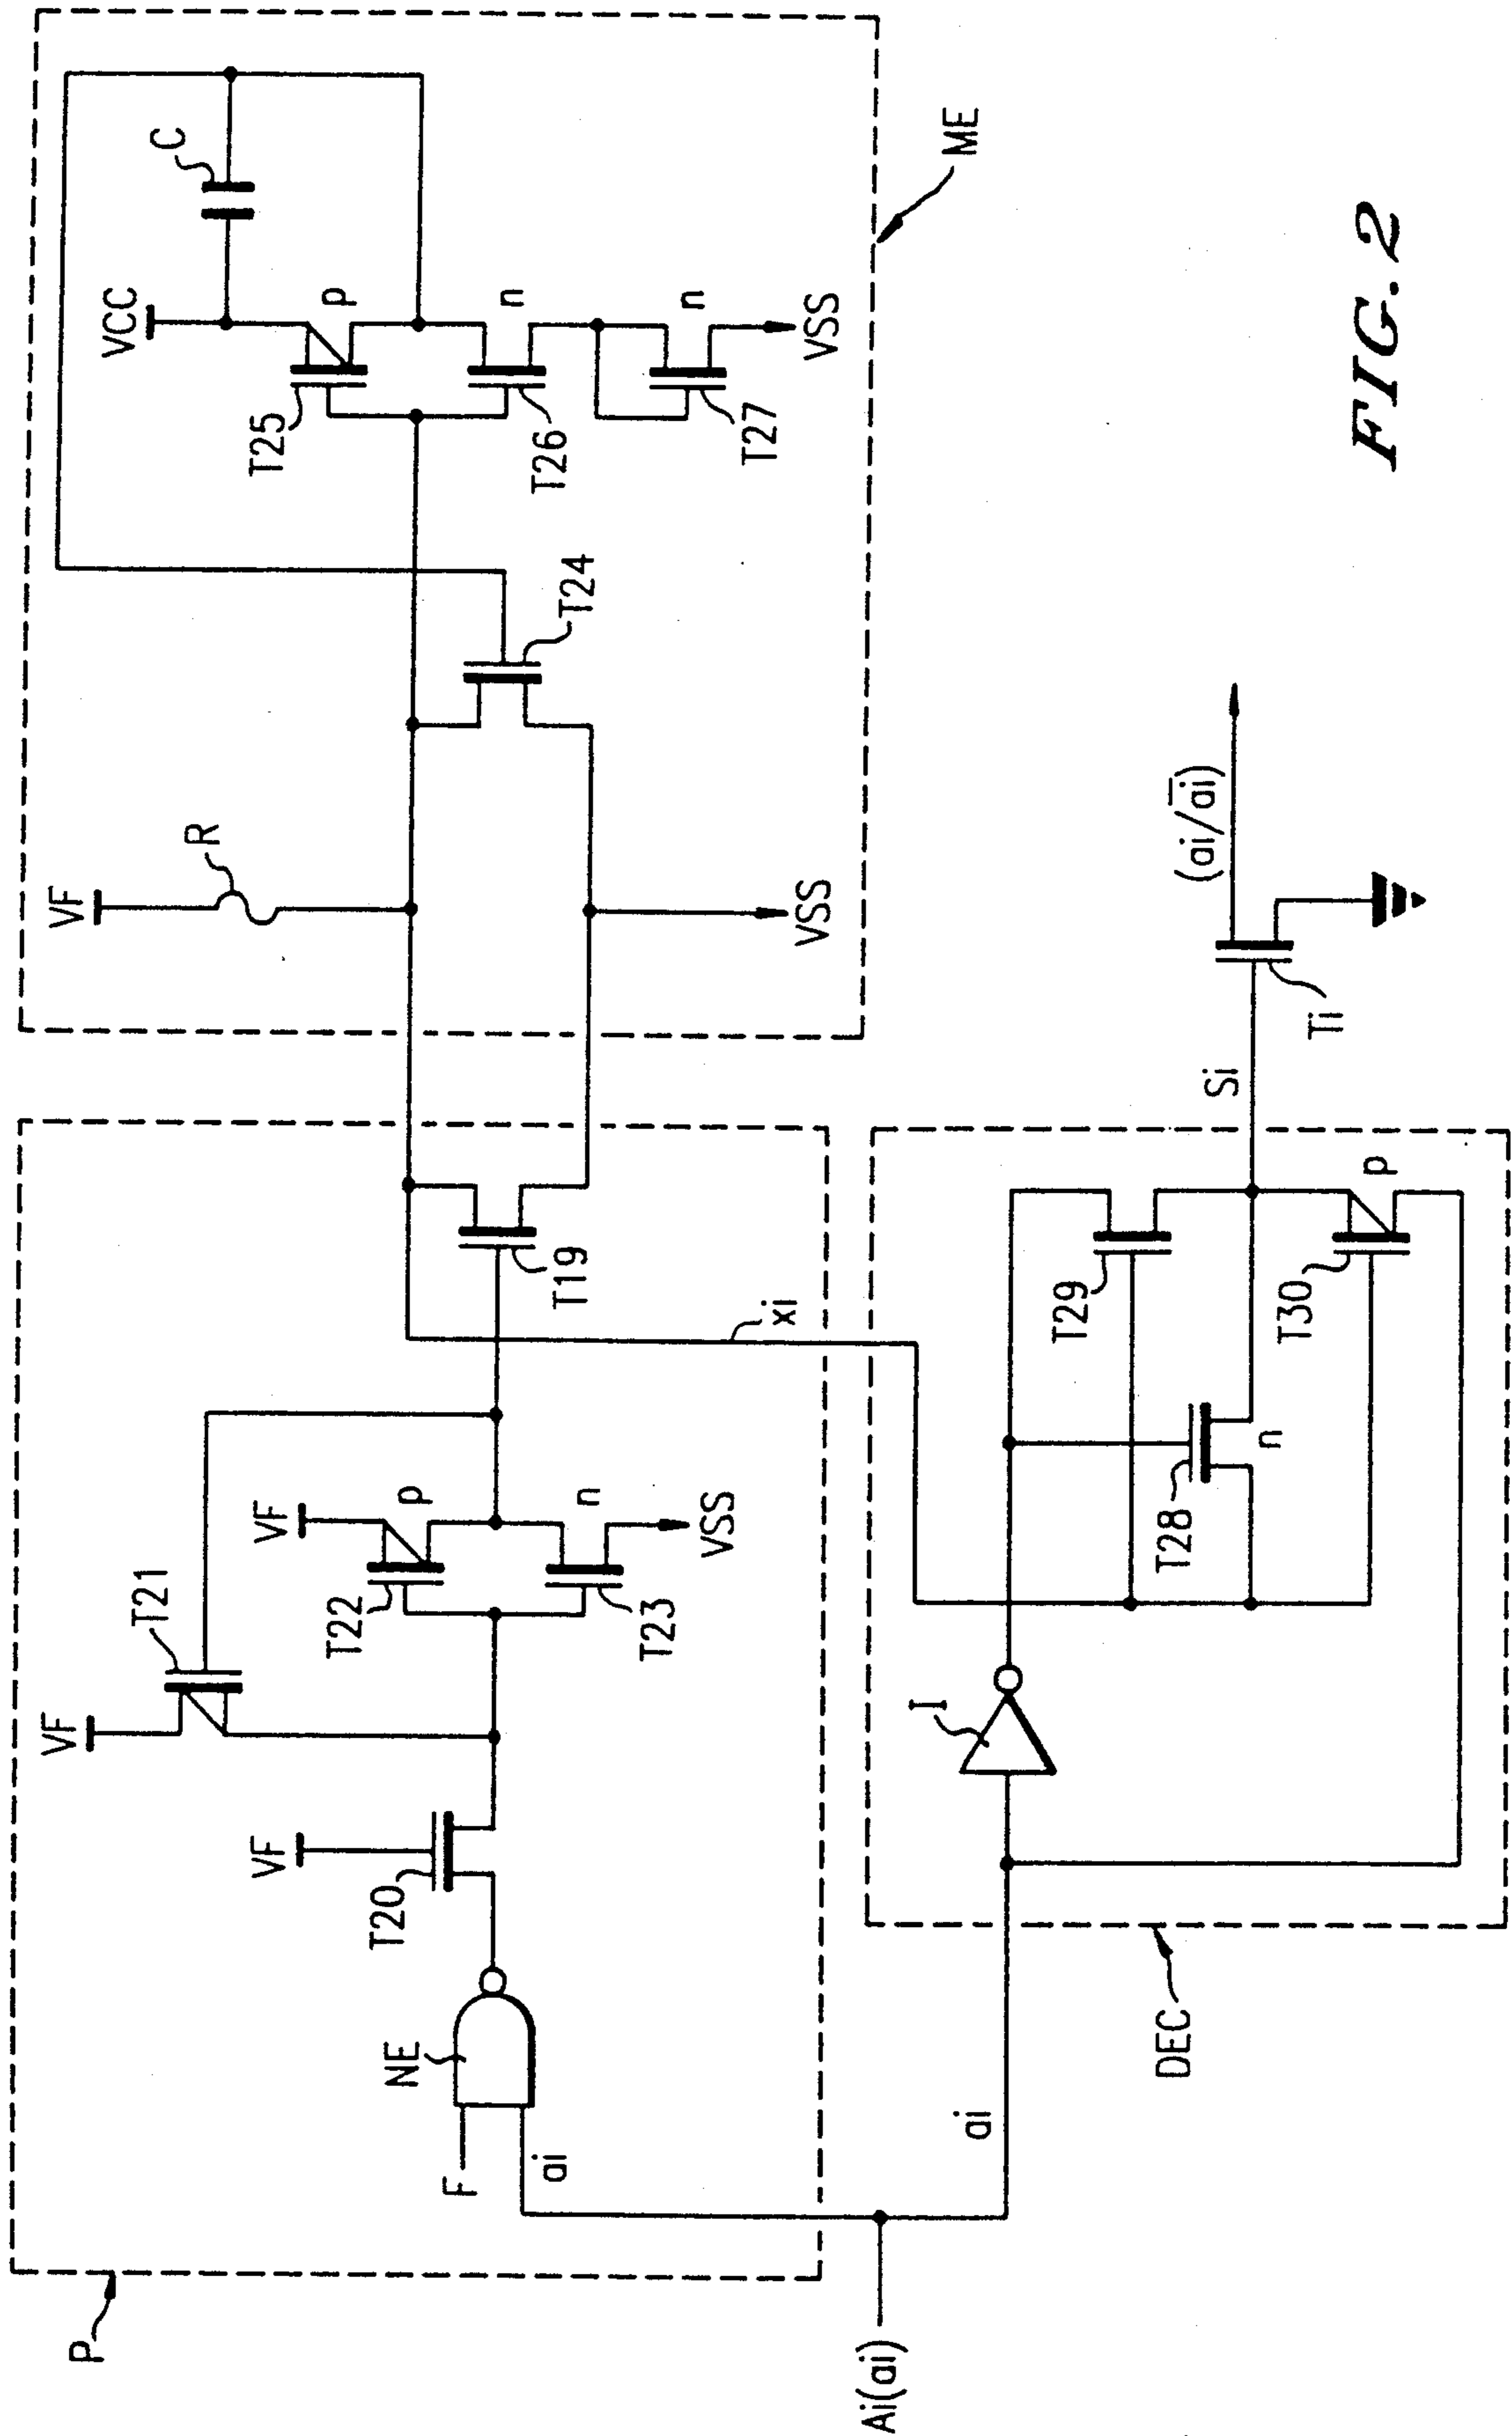 P
VF
T21
VF
T22
p
T20
VF
NE
F
ai
T23
n
VSS
T19
xi
VF
R
VCC
C
T25
p
T26
n
T27
n
VSS
T24
VSS
ME
Ai(ai)
ai
DEC
I
T28
n
T29
T30
p
Si
Ti
(ai/a̅i̅)
FIG. 2